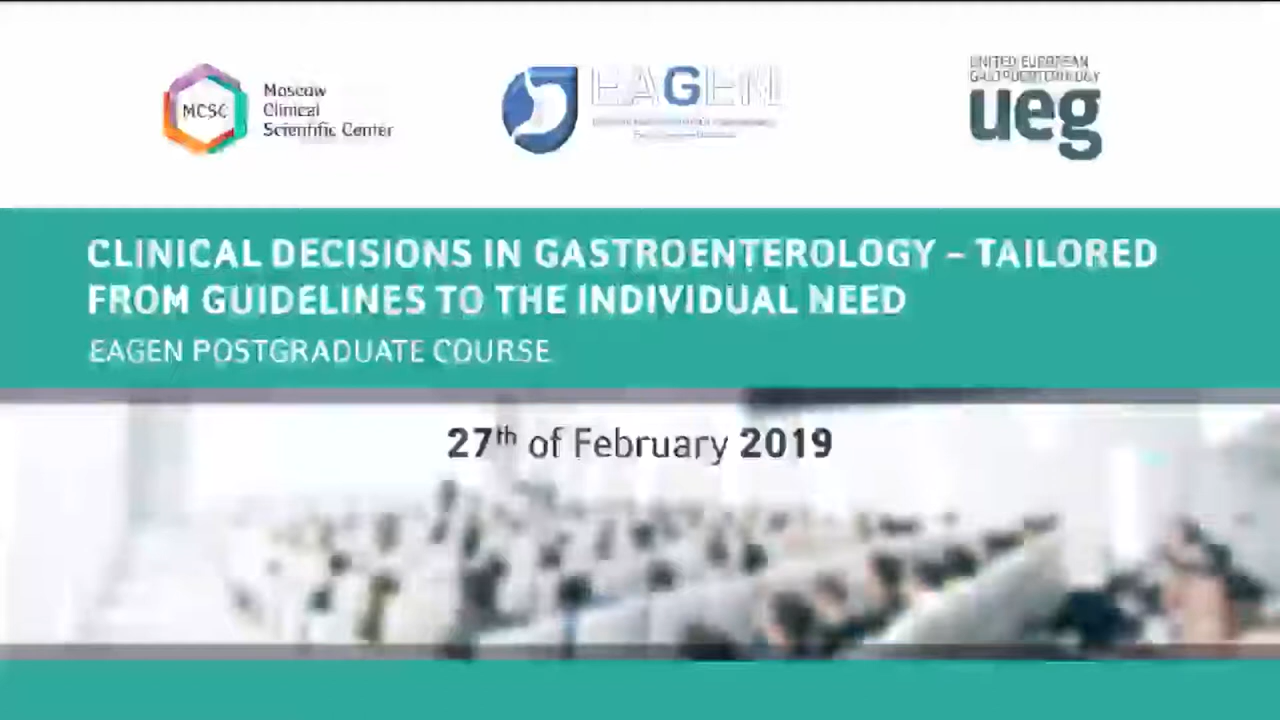 MCSC
Moscow
Clinical
Scientific Center
EAGEN
UNITED EUROPEAN
GASTROENTEROLOGY
ueg
CLINICAL DECISIONS IN GASTROENTEROLOGY – TAILORED
FROM GUIDELINES TO THE INDIVIDUAL NEED
EAGEN POSTGRADUATE COURSE
27th of February 2019